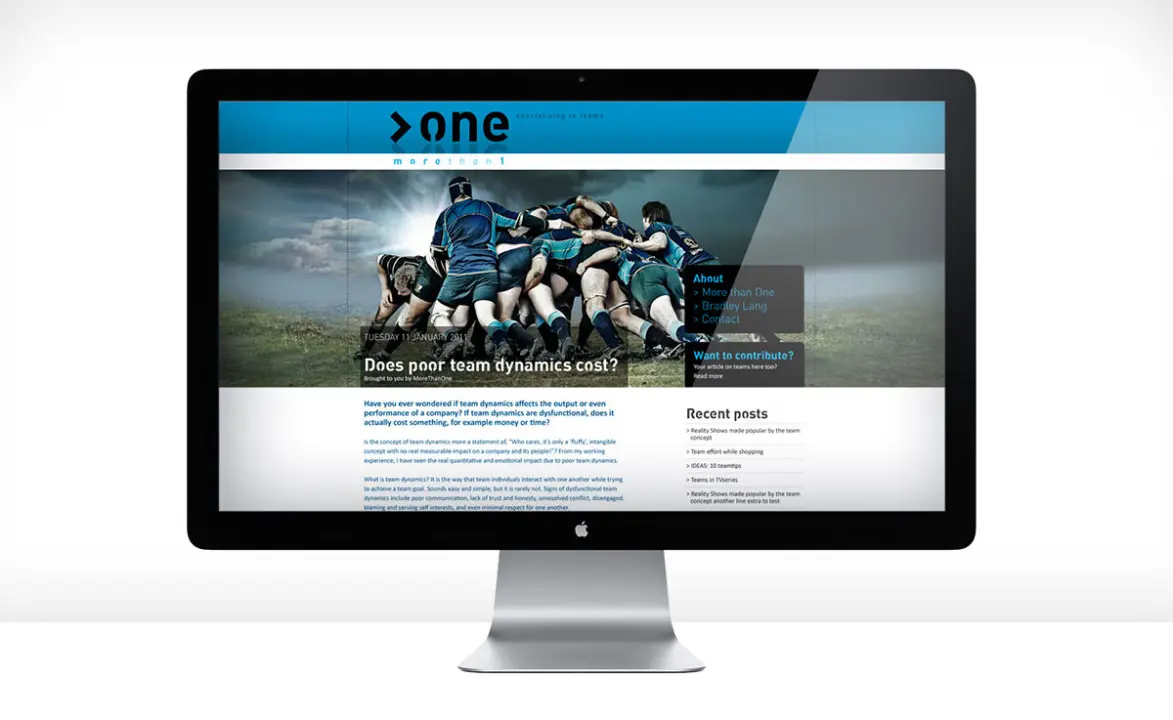 >one specialising in teams
morethan1
About
> More than One
> Bradley Lang
> Contact
TUESDAY 11 JANUARY 2011
Does poor team dynamics cost?
Brought to you by MoreThanOne
Want to contribute?
Your article on teams here too?
Read more
Have you ever wondered if team dynamics affects the output or even
performance of a company? If team dynamics are dysfunctional, does it
actually cost something, for example money or time?
Is the concept of team dynamics more a statement of, "Who cares, it's only a 'fluffy', intangible
concept with no real measurable impact on a company and its people!"? From my working
experience, I have seen the real quantitative and emotional impact due to poor team dynamics.
What is team dynamics? It is the way that team individuals interact with one another while trying
to achieve a team goal. Sounds easy and simple, but it is rarely not. Signs of dysfunctional team
dynamics include poor communication, lack of trust and honesty, unresolved conflict, disengaged,
blaming and serving self interests, and even minimal respect for one another.
Recent posts
> Reality Shows made popular by the team
concept
> Team effort while shopping
> IDEAS: 10 teamtips
> Teams in TVseries
> Reality Shows made popular by the team
concept another line extra to test